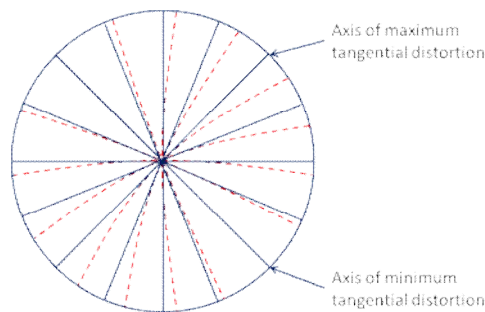 Axis of maximum
tangential distortion
Axis of minimum
tangential distortion